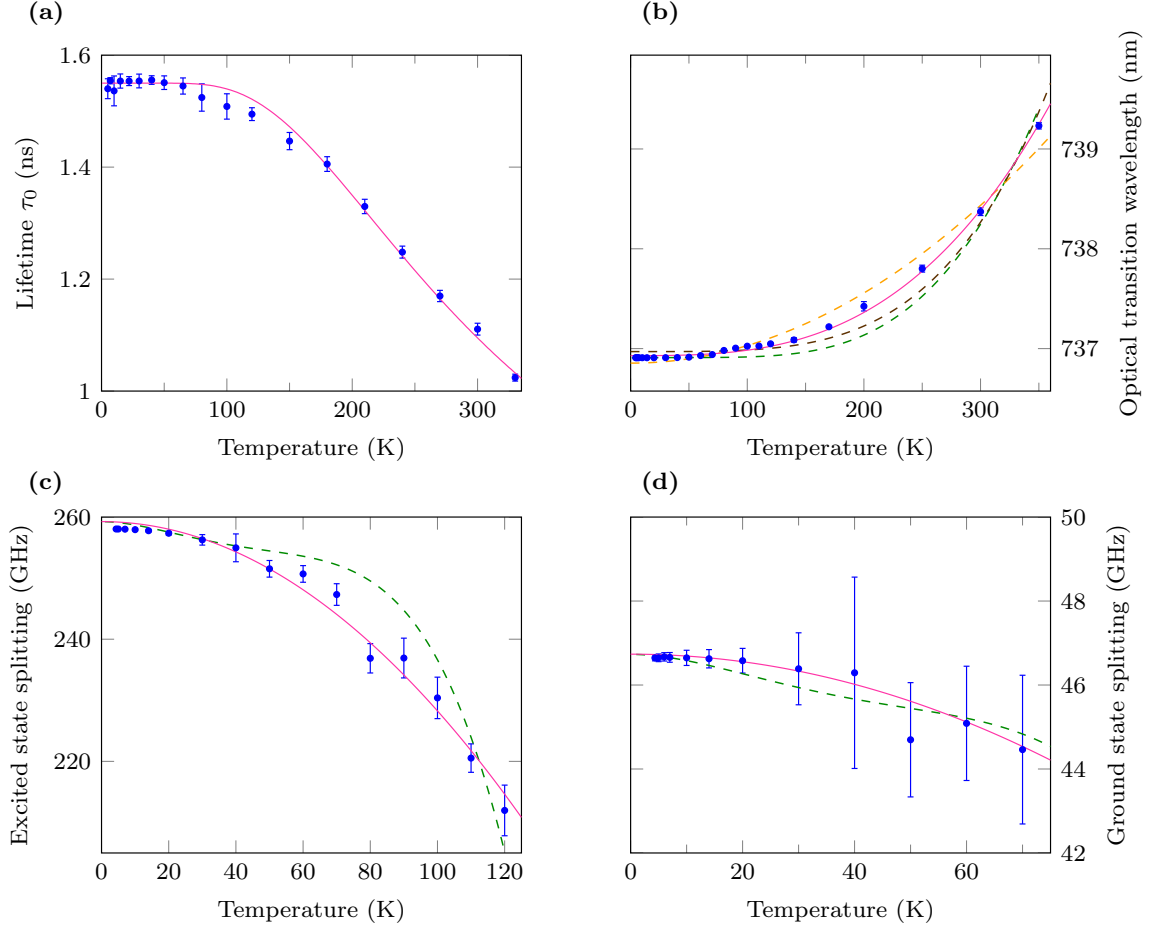 (a)
(b)
1.6
1.4
1.2
1
0
100
200
300
Lifetime τ0 (ns)
Temperature (K)
739
738
737
0
100
200
300
Optical transition wavelength (nm)
Temperature (K)
(c)
(d)
260
240
220
0
20
40
60
80
100
120
Excited state splitting (GHz)
Temperature (K)
50
48
46
44
42
0
20
40
60
Ground state splitting (GHz)
Temperature (K)